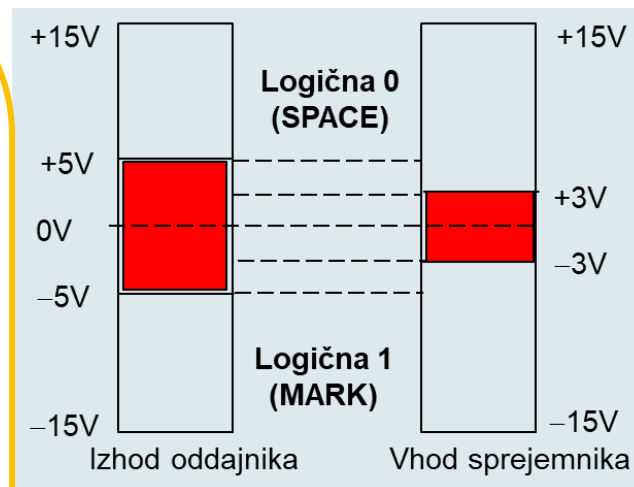 +15V
+15V
Logična 0
(SPACE)
+5V
+3V
0V
−3V
−5V
Logična 1
(MARK)
−15V
−15V
Izhod oddajnika
Vhod sprejemnika